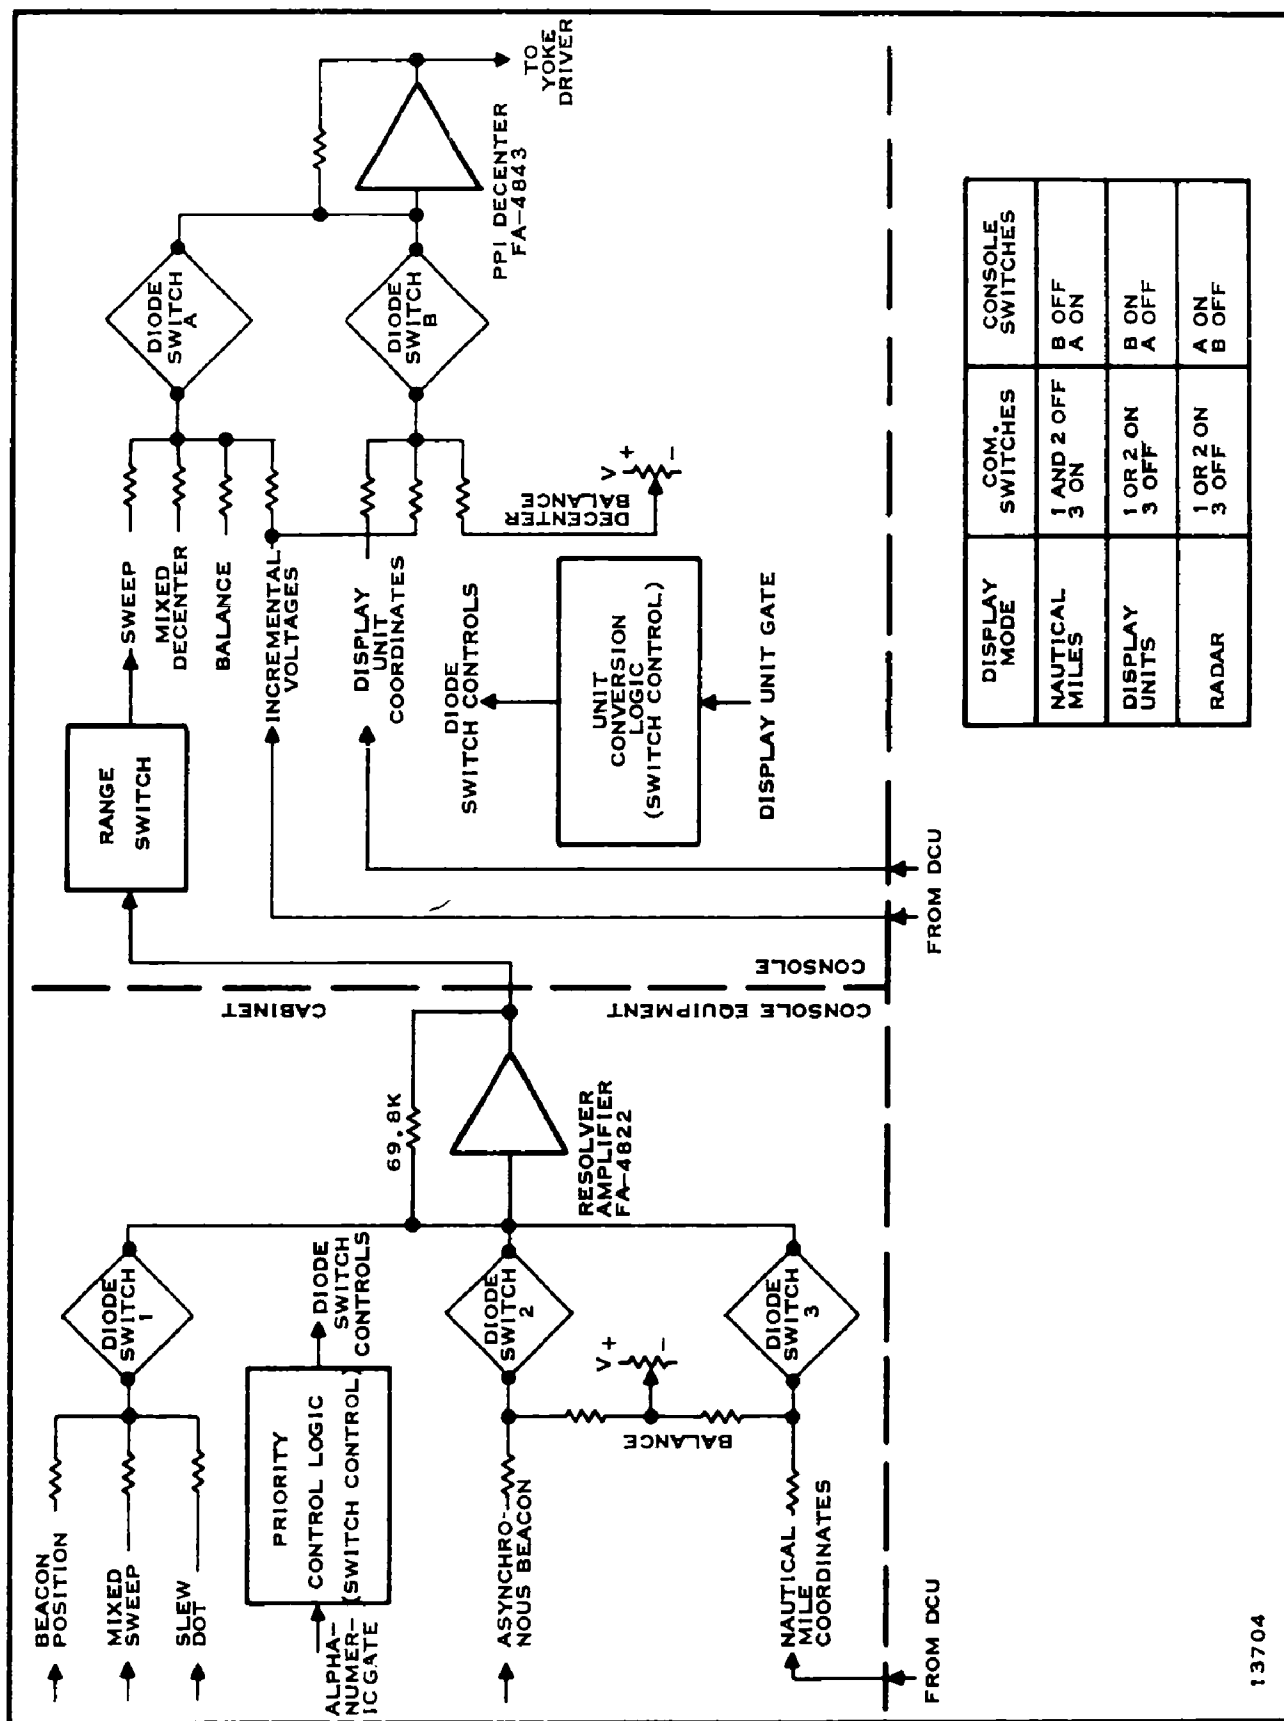 BEACON
POSITION
MIXED
SWEEP
SLEW
DOT
DIODE
SWITCH
1
ALPHA-
NUMER-
IC GATE
PRIORITY
CONTROL LOGIC
(SWITCH CONTROL)
DIODE
SWITCH
CONTROLS
69.8K
ASYNCHRO-
NOUS BEACON
DIODE
SWITCH
2
RESOLVER
AMPLIFIER
FA-4822
BALANCE
V
+
-
NAUTICAL
MILE
COORDINATES
DIODE
SWITCH
3
FROM DCU
CABINET
CONSOLE EQUIPMENT
CONSOLE
RANGE
SWITCH
SWEEP
MIXED
DECENTER
BALANCE
INCREMENTAL
VOLTAGES
DIODE
SWITCH
A
DISPLAY
UNIT
COORDINATES
DIODE
SWITCH
B
DECENTER
BALANCE
V
+
-
PPI DECENTER
FA-4843
TO
YOKE
DRIVER
DIODE
SWITCH CONTROLS
UNIT
CONVERSION
LOGIC
(SWITCH CONTROL)
DISPLAY UNIT GATE
FROM DCU
DISPLAY
MODE
COM.
SWITCHES
CONSOLE
SWITCHES
NAUTICAL
MILES
1 AND 2 OFF
3 ON
B OFF
A ON
DISPLAY
UNITS
1 OR 2 ON
3 OFF
B ON
A OFF
RADAR
1 OR 2 ON
3 OFF
A ON
B OFF
13704